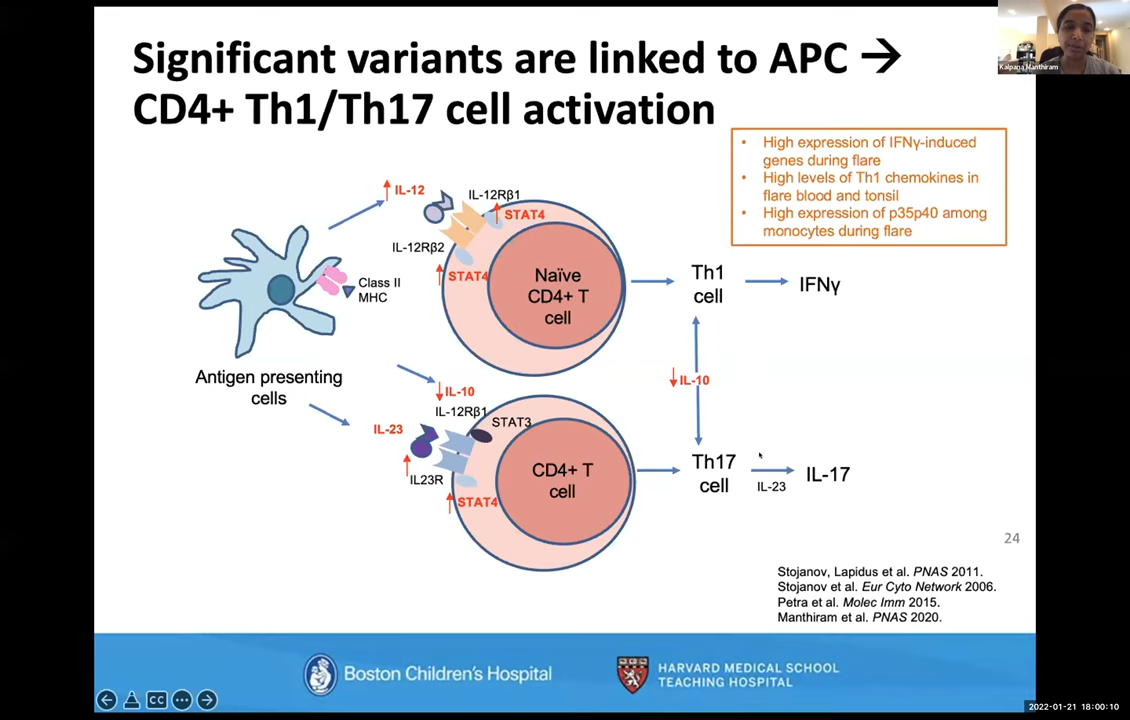 Significant variants are linked to APC →
CD4+ Th1/Th17 cell activation
Kalpana Manthiram
• High expression of IFNγ-induced
genes during flare
• High levels of Th1 chemokines in
flare blood and tonsil
• High expression of p35p40 among
monocytes during flare
IL-12
IL-12Rβ1
STAT4
IL-12Rβ2
STAT4
Naïve
CD4+ T
cell
Th1
cell
IFNγ
Class II
MHC
Antigen presenting
cells
IL-10
IL-10
IL-12Rβ1
STAT3
IL-23
IL23R
STAT4
CD4+ T
cell
Th17
cell
IL-23
IL-17
24
Stojanov, Lapidus et al. PNAS 2011.
Stojanov et al. Eur Cyto Network 2006.
Petra et al. Molec Imm 2015.
Manthiram et al. PNAS 2020.
Boston Children's Hospital
HARVARD MEDICAL SCHOOL
TEACHING HOSPITAL
CC
2022-01-21 18:00:10